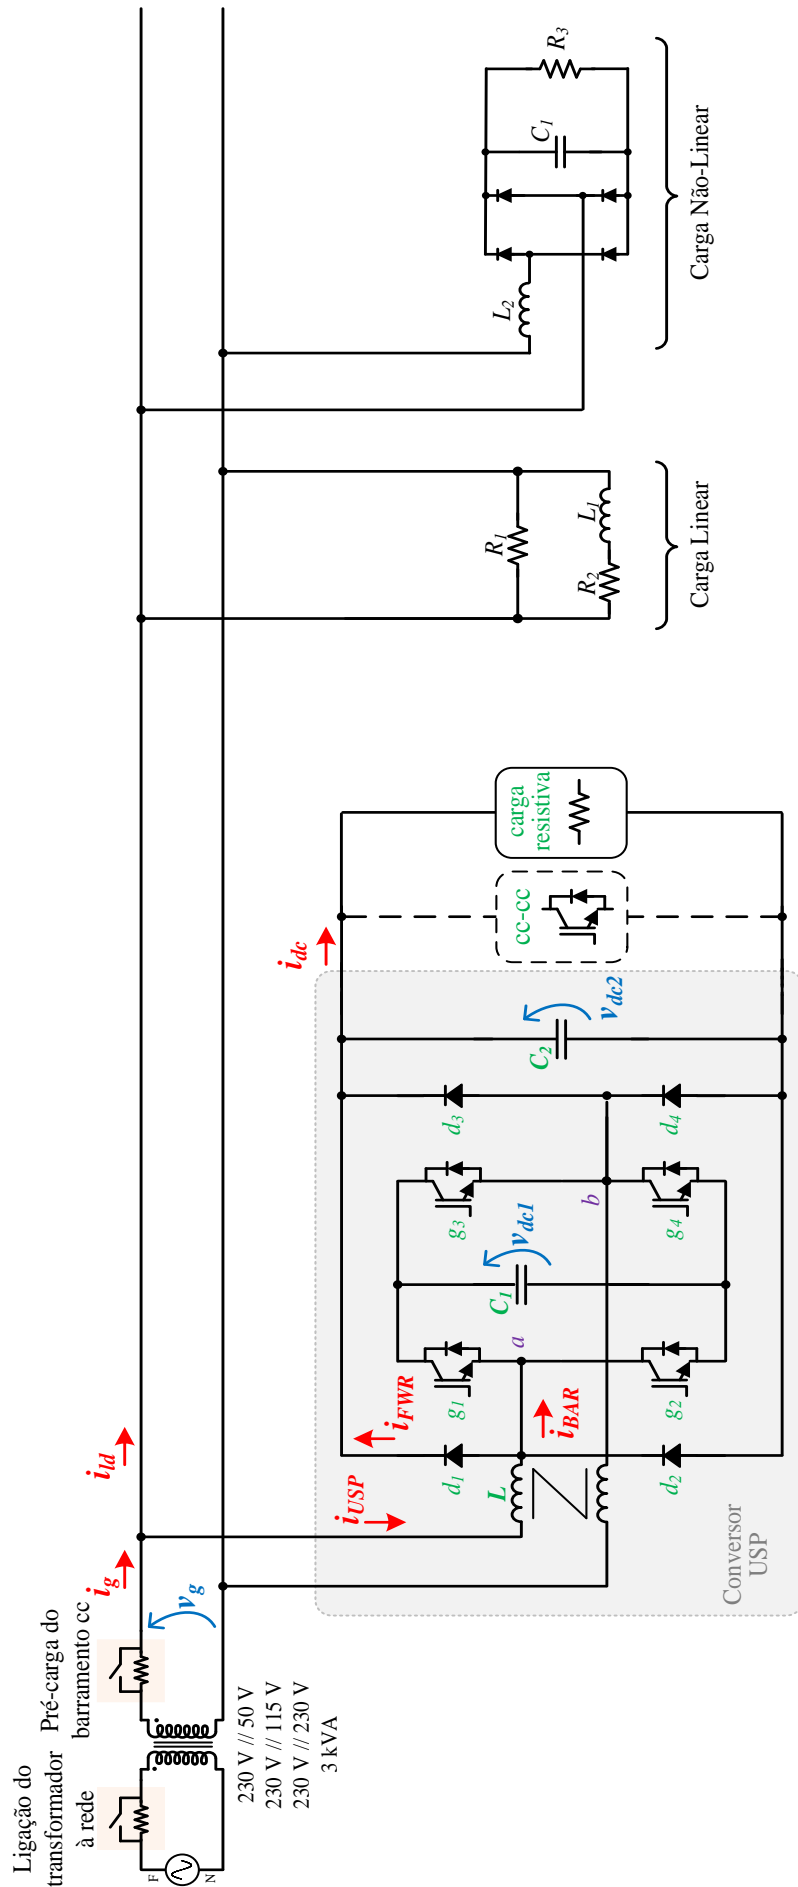 Ligação do
transformador
à rede
Pré-carga do
barramento cc
F
N
230 V // 50 V
230 V // 115 V
230 V // 230 V
3 kVA
v_g
i_g
i_ld
i_USP
i_FWR
i_BAR
i_dc
L
d_1
d_2
g_1
g_2
a
C_1
v_dc1
g_3
g_4
b
d_3
d_4
C_2
v_dc2
Conversor
USP
cc-cc
carga
resistiva
R_1
R_2
L_1
Carga Linear
L_2
C_1
R_3
Carga Não-Linear